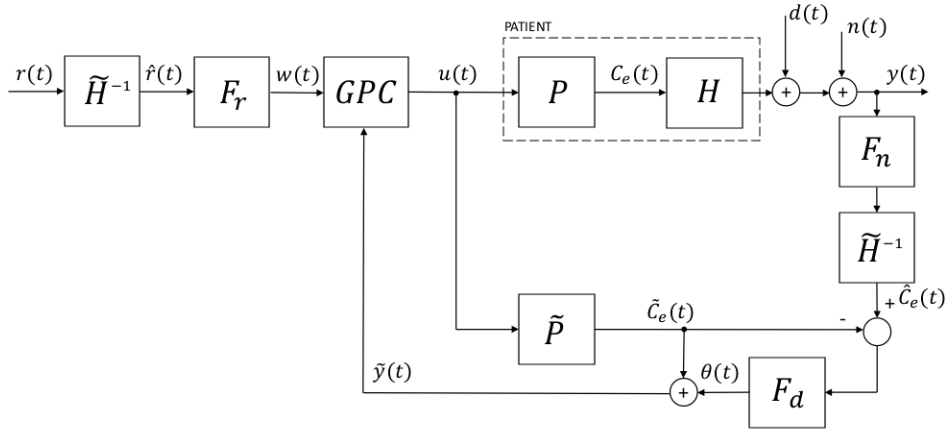 PATIENT
d(t)
n(t)
r(t)
H̃⁻¹
r̂(t)
F_r
w(t)
GPC
u(t)
P
C_e(t)
H
+
+
y(t)
F_n
H̃⁻¹
+
Ĉ_e(t)
P̃
C̃_e(t)
-
ỹ(t)
+
θ(t)
F_d